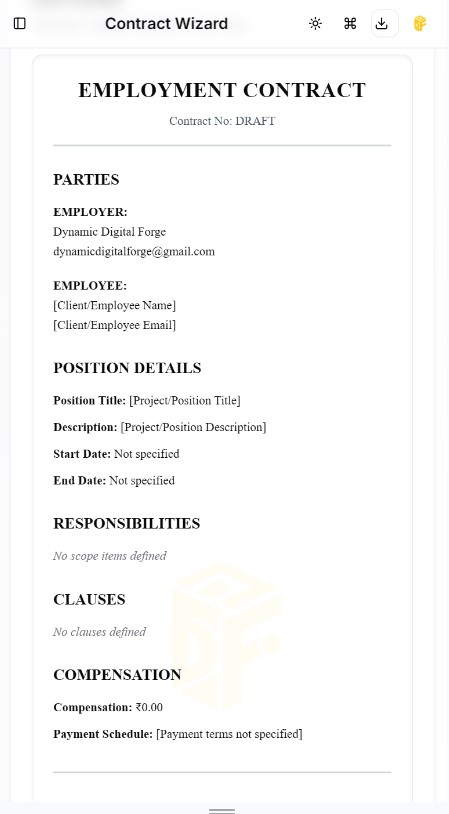 Contract Wizard
EMPLOYMENT CONTRACT
Contract No: DRAFT
PARTIES
EMPLOYER:
Dynamic Digital Forge
dynamicdigitalforge@gmail.com
EMPLOYEE:
[Client/Employee Name]
[Client/Employee Email]
POSITION DETAILS
Position Title: [Project/Position Title]
Description: [Project/Position Description]
Start Date: Not specified
End Date: Not specified
RESPONSIBILITIES
No scope items defined
CLAUSES
No clauses defined
COMPENSATION
Compensation: ₹0.00
Payment Schedule: [Payment terms not specified]